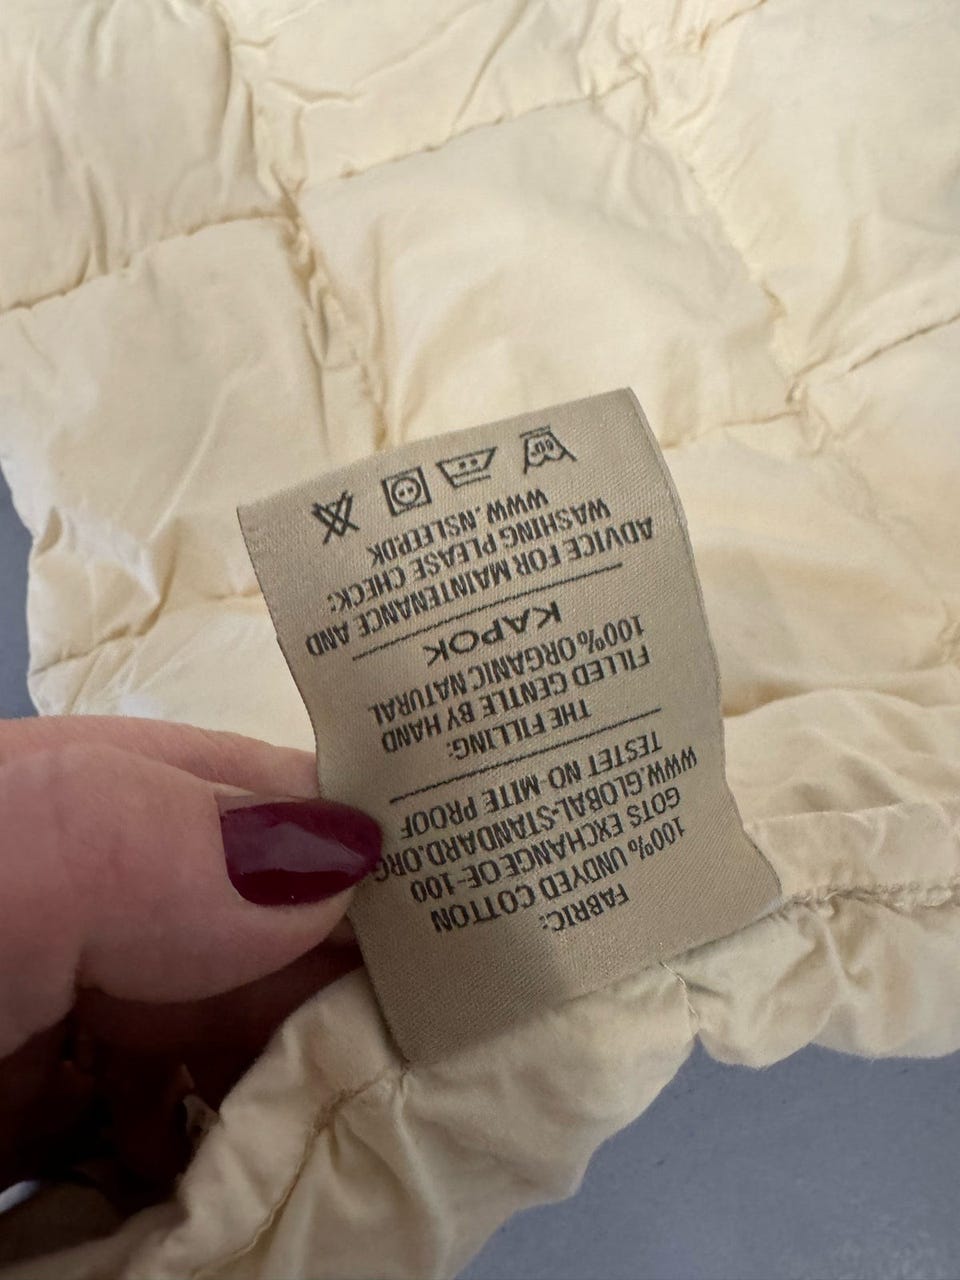 FABRIC:
100% UNDYED COTTON
GOTS EXCHANGE OE-100
WWW.GLOBAL-STANDARD.ORG
TESTET NO-MITE PROOF
THE FILLING:
FILLED GENTLE BY HAND
100% ORGANIC NATURAL
KAPOK
ADVICE FOR MAINTENANCE AND
WASHING PLEASE CHECK:
WWW.NSLEEP.DK